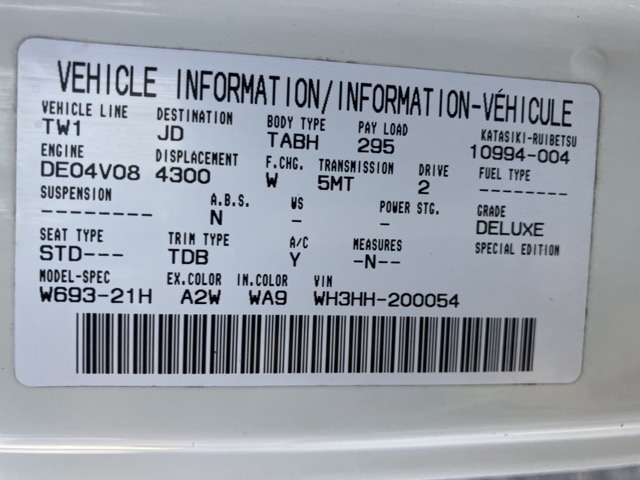 VEHICLE INFORMATION/INFORMATION-VÉHICULE
VEHICLE LINE DESTINATION BODY TYPE PAY LOAD KATASIKI-RUIBETSU
TW1 JD TABH 295 10994-004
ENGINE DISPLACEMENT F.CHG. TRANSMISSION DRIVE FUEL TYPE
DE04V08 4300 W 5MT 2 --------
SUSPENSION A.B.S. WS POWER STG. GRADE
--------- N - - DELUXE
SEAT TYPE TRIM TYPE A/C MEASURES SPECIAL EDITION
STD--- TDB Y -N--
MODEL-SPEC EX.COLOR IN.COLOR VIN
W693-21H A2W WA9 WH3HH-200054